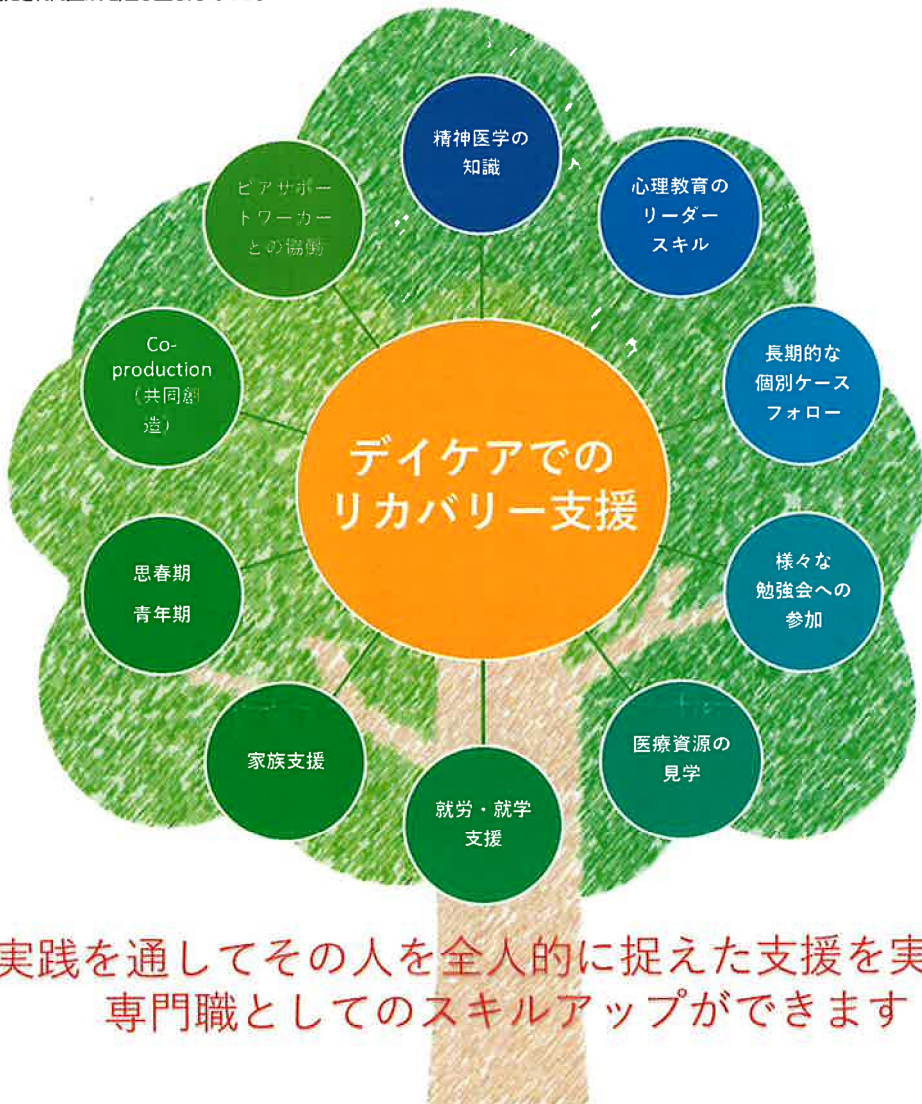 精神医学の
知識
心理教育の
リーダー
スキル
長期的な
個別ケース
フォロー
様々な
勉強会への
参加
医療資源の
見学
就労・就学
支援
家族支援
思春期
青年期
Co-
production
(共同創
造)
ピアサポー
トワーカー
との協働
デイケアでの
リカバリー支援
実践を通してその人を全人的に捉えた支援を実
専門職としてのスキルアップができます